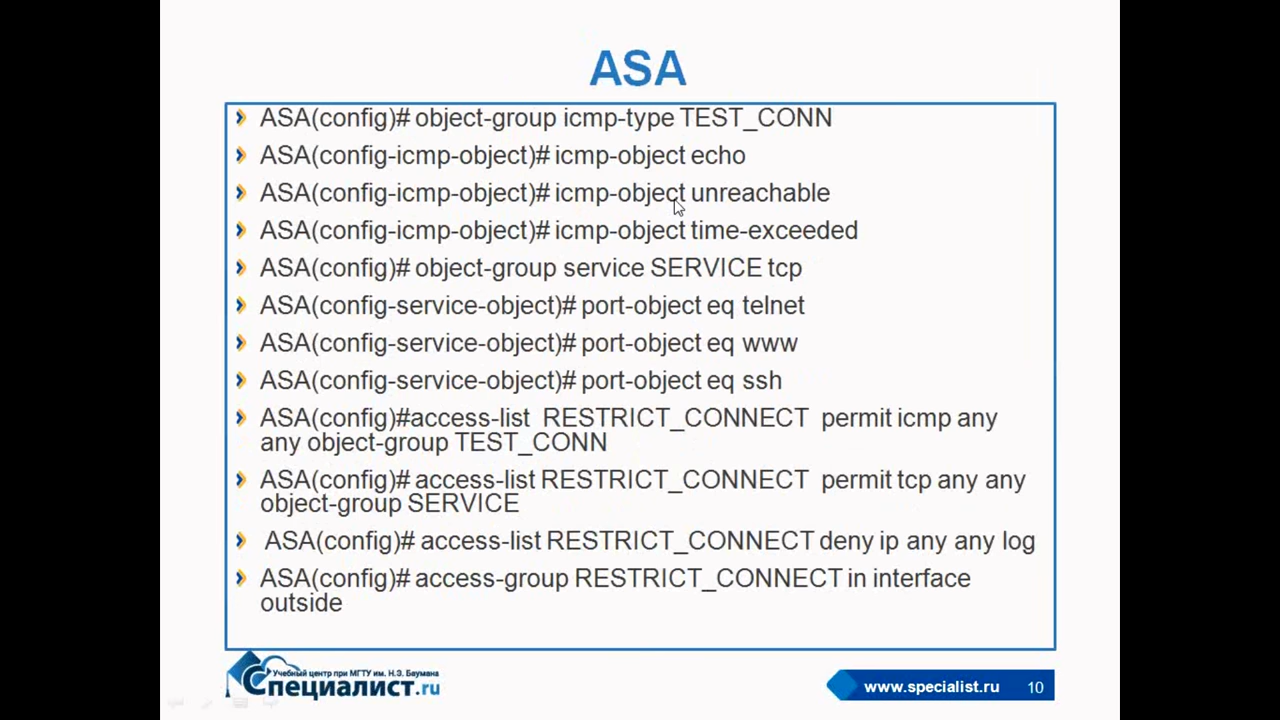 ASA
ASA(config)# object-group icmp-type TEST_CONN
ASA(config-icmp-object)# icmp-object echo
ASA(config-icmp-object)# icmp-object unreachable
ASA(config-icmp-object)# icmp-object time-exceeded
ASA(config)# object-group service SERVICE tcp
ASA(config-service-object)# port-object eq telnet
ASA(config-service-object)# port-object eq www
ASA(config-service-object)# port-object eq ssh
ASA(config)#access-list RESTRICT_CONNECT permit icmp any
any object-group TEST_CONN
ASA(config)# access-list RESTRICT_CONNECT permit tcp any any
object-group SERVICE
ASA(config)# access-list RESTRICT_CONNECT deny ip any any log
ASA(config)# access-group RESTRICT_CONNECT in interface
outside
Учебный центр при МГТУ им. Н.Э. Баумана
Специалист.ru
www.specialist.ru 10